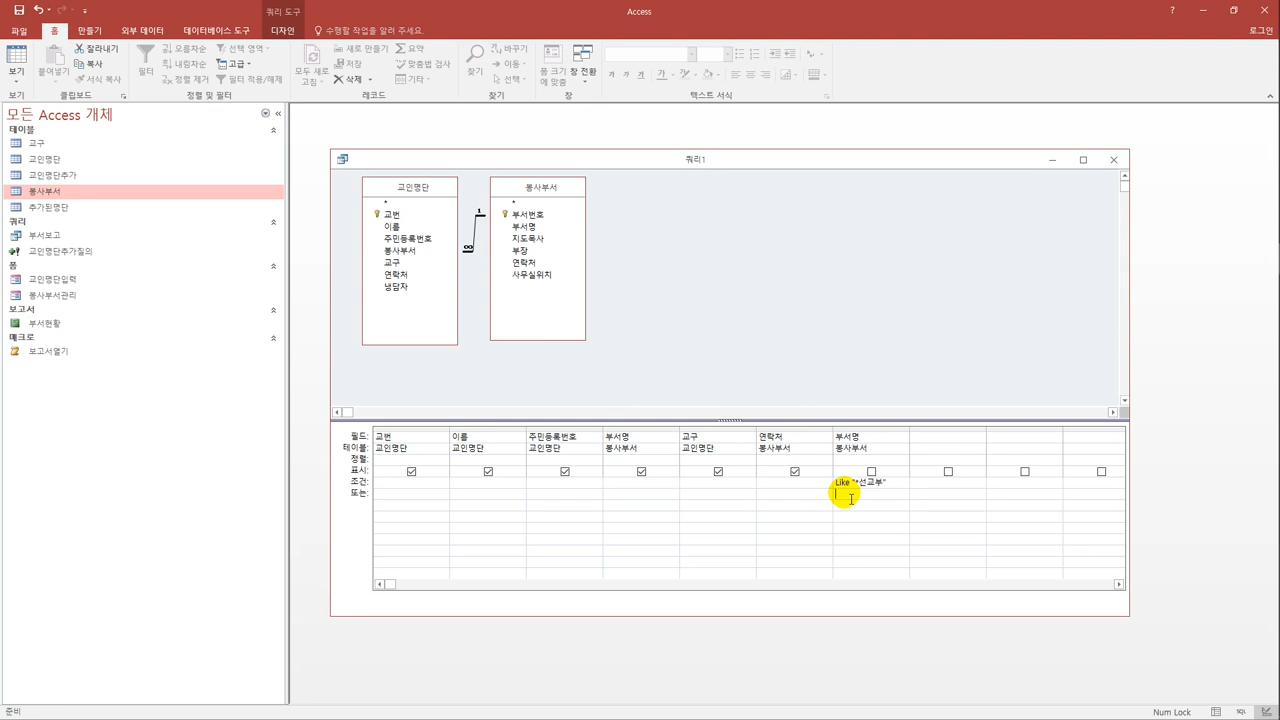 쿼리 도구
Access
?
파일
홈
만들기
외부 데이터
데이터베이스 도구
디자인
수행할 작업을 알려 주세요.
로그인
보기
붙여넣기
잘라내기
복사
서식 복사
클립보드
필터
오름차순
내림차순
정렬 제거
선택 영역
고급
필터 적용/해제
정렬 및 필터
모두 새로 고침
새로 만들기
저장
삭제
요약
맞춤법 검사
기타
레코드
찾기
바꾸기
이동
선택
찾기
폼 크기에 맞춤
창 전환
창
텍스트 서식
모든 Access 개체
테이블
교구
교인명단
교인명단추가
봉사부서
추가된명단
쿼리
부서보고
교인명단추가질의
폼
교인명단입력
봉사부서관리
보고서
부서현황
매크로
보고서열기
쿼리1
교인명단
*
교번
이름
주민등록번호
봉사부서
교구
연락처
냉담자
1
∞
봉사부서
*
부서번호
부서명
지도목사
부장
연락처
사무실위치
필드: 교번 이름 주민등록번호 부서명 교구 연락처 부서명
테이블: 교인명단 교인명단 교인명단 봉사부서 교인명단 봉사부서 봉사부서
정렬:
표시:
조건: Like "*선교부"
또는:
준비
Num Lock
SQL